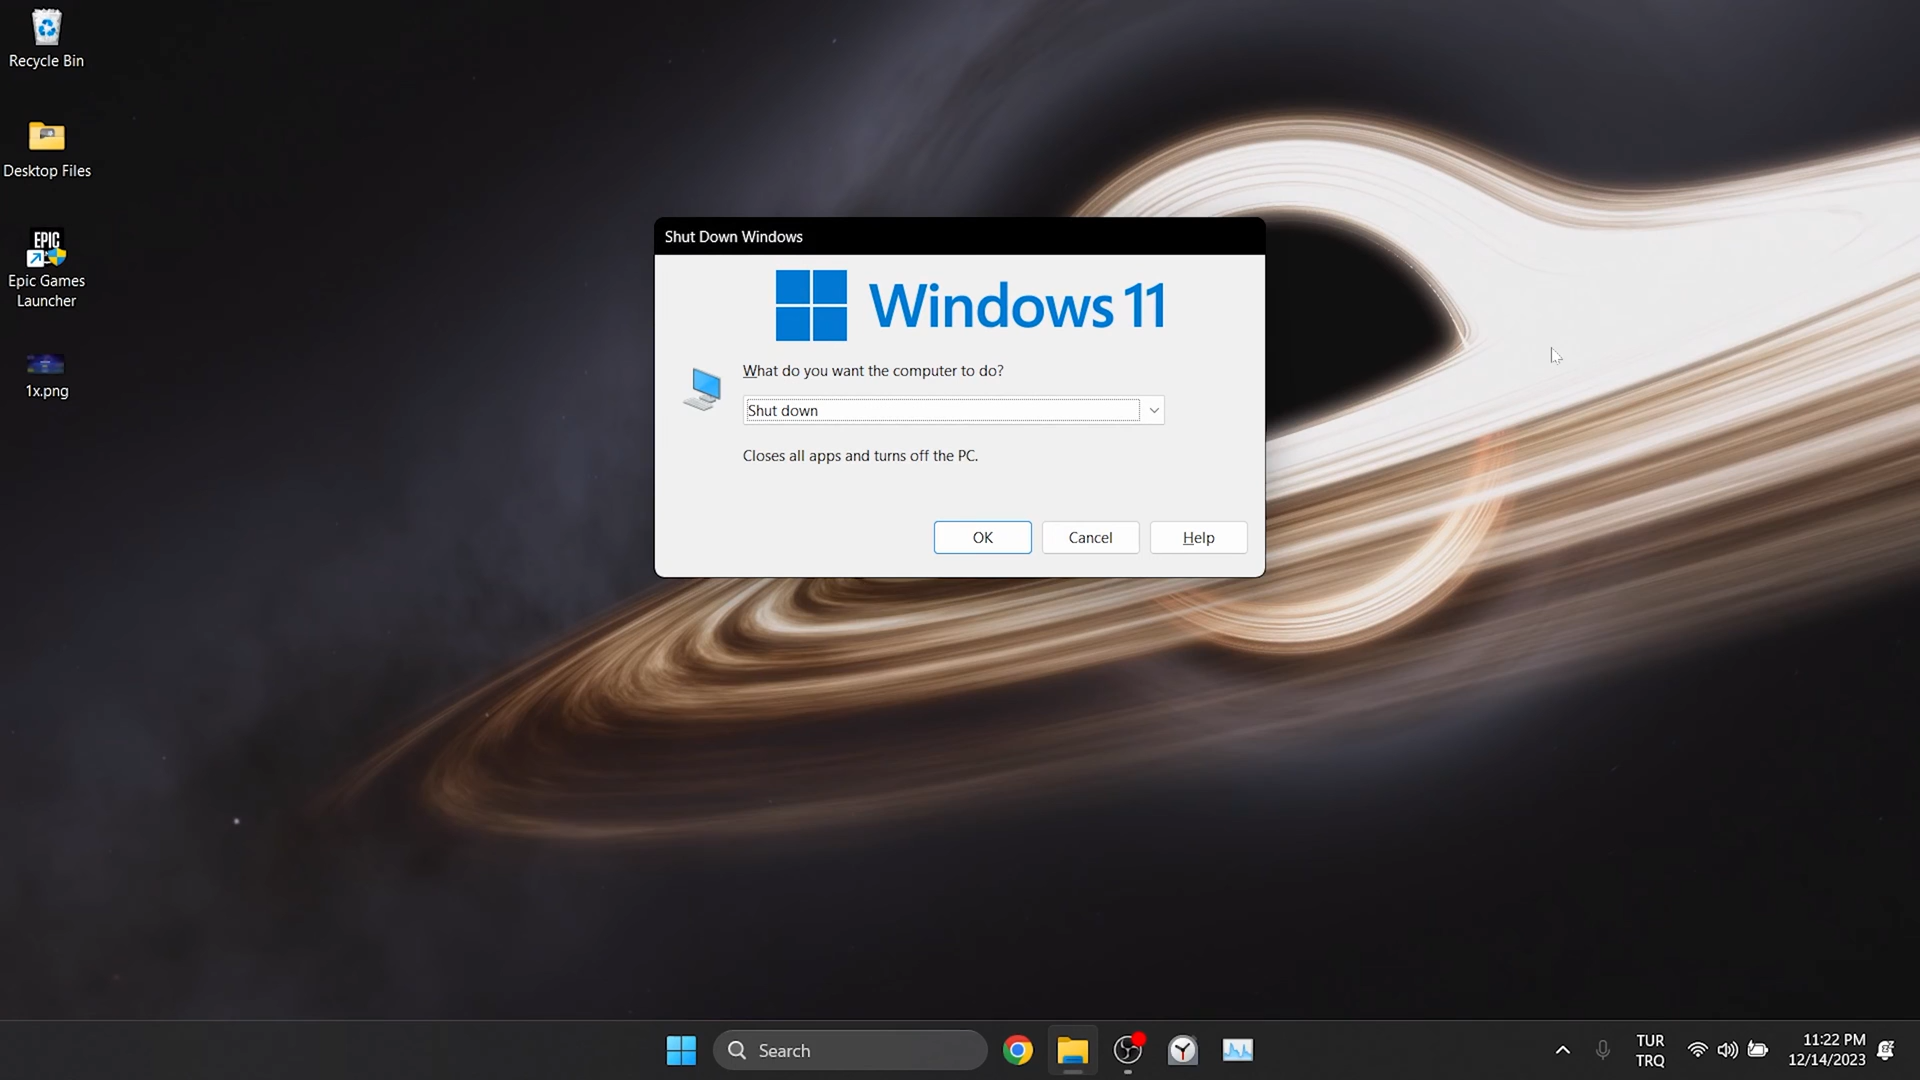 Recycle Bin
Desktop Files
EPIC
Epic Games
Launcher
1x.png
Shut Down Windows
Windows 11
What do you want the computer to do?
Shut down
Closes all apps and turns off the PC.
OK
Cancel
Help
Search
TUR
TRQ
11:22 PM
12/14/2023